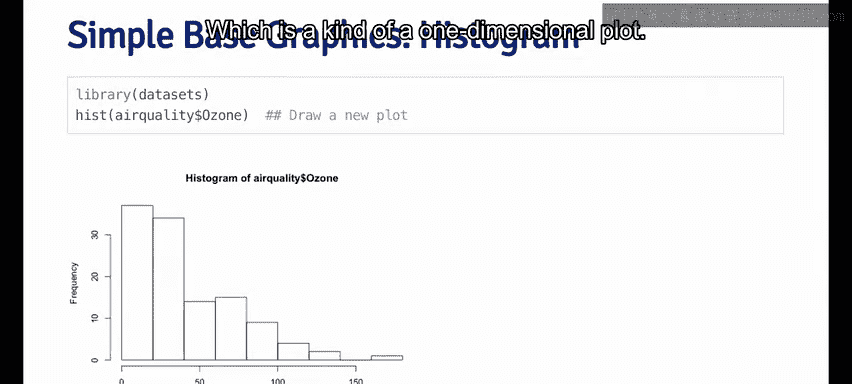 Simple Base Graphics: Histogram
Which is a kind of a one-dimensional plot.
library(datasets)
hist(airquality$Ozone)  ## Draw a new plot
Histogram of airquality$Ozone
Frequency
30
20
10
0
0 50 100 150